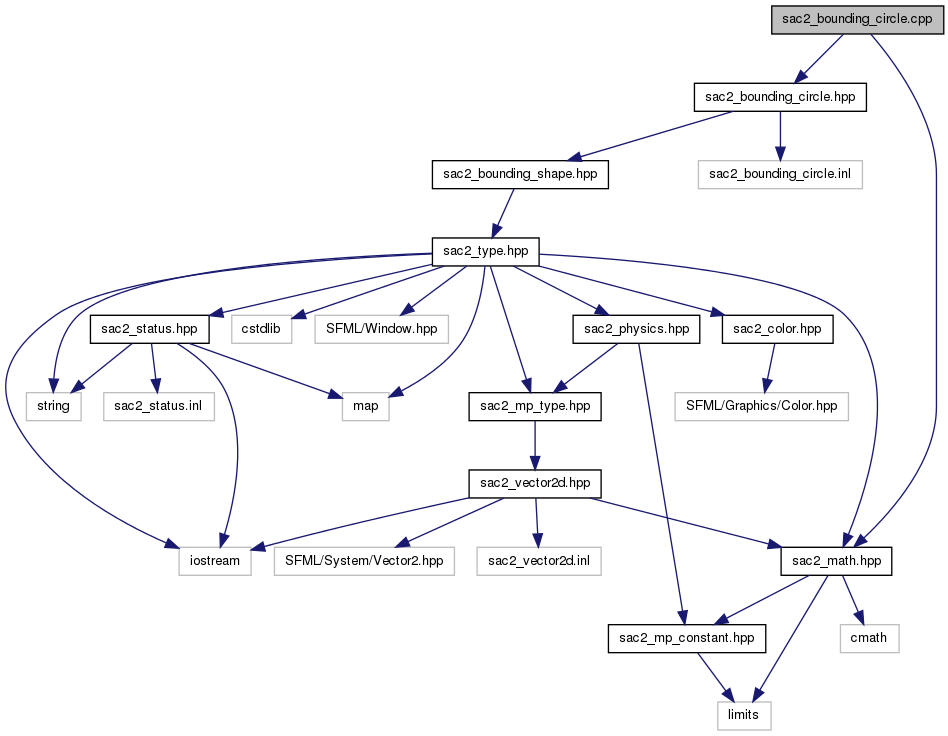 sac2_bounding_circle.cpp
sac2_bounding_circle.hpp
sac2_bounding_shape.hpp
sac2_bounding_circle.inl
sac2_type.hpp
sac2_status.hpp
cstdlib
SFML/Window.hpp
sac2_physics.hpp
sac2_color.hpp
string
sac2_status.inl
map
sac2_mp_type.hpp
SFML/Graphics/Color.hpp
sac2_vector2d.hpp
iostream
SFML/System/Vector2.hpp
sac2_vector2d.inl
sac2_math.hpp
sac2_mp_constant.hpp
cmath
limits